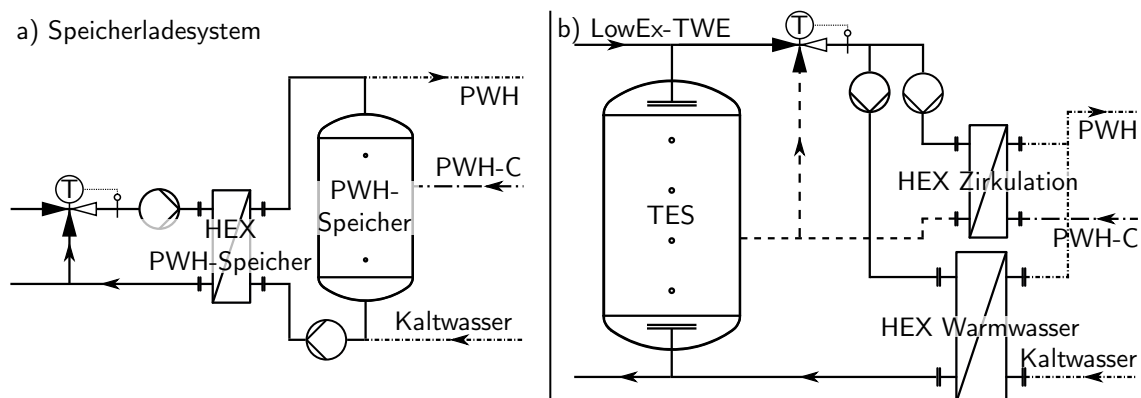 a) Speicherladesystem
PWH
PWH-C
T
PWH-
Speicher
HEX
PWH-Speicher
Kaltwasser
b) LowEx-TWE
T
PWH
HEX Zirkulation
TES
PWH-C
HEX Warmwasser
Kaltwasser